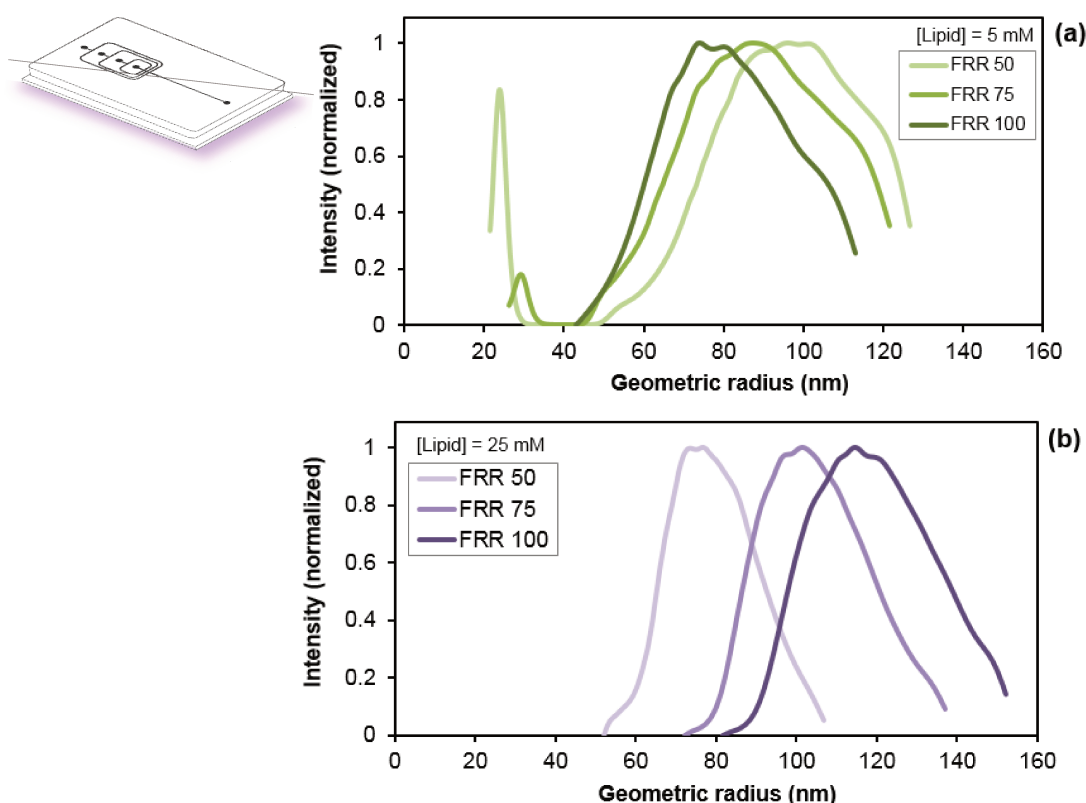 (a)
[Lipid] = 5 mM
FRR 50
FRR 75
FRR 100
Intensity (normalized)
1
0.8
0.6
0.4
0.2
0
0 20 40 60 80 100 120 140 160
Geometric radius (nm)
(b)
[Lipid] = 25 mM
FRR 50
FRR 75
FRR 100
Intensity (normalized)
1
0.8
0.6
0.4
0.2
0
0 20 40 60 80 100 120 140 160
Geometric radius (nm)